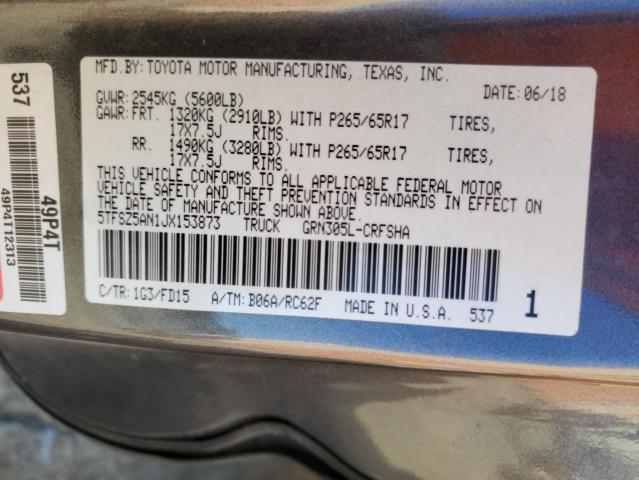 MFD.BY: TOYOTA MOTOR MANUFACTURING, TEXAS, INC.
DATE: 06/18
GVWR: 2545KG (5600LB)
GAWR: FRT. 1320KG (2910LB) WITH P265/65R17 TIRES,
17X7.5J RIMS.
RR. 1490KG (3280LB) WITH P265/65R17 TIRES,
17X7.5J RIMS.
THIS VEHICLE CONFORMS TO ALL APPLICABLE FEDERAL MOTOR
VEHICLE SAFETY AND THEFT PREVENTION STANDARDS IN EFFECT ON
THE DATE OF MANUFACTURE SHOWN ABOVE.
5TFSZ5AN1JX153873 TRUCK GRN305L-CRFSHA
C/TR: 1G3/FD15 A/TM: B06A/RC62F MADE IN U.S.A. 537 1
537
49P4T
49P4T12313